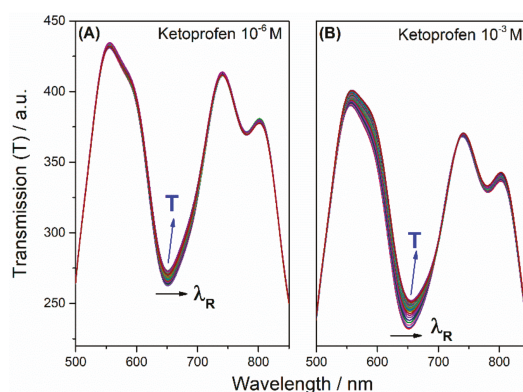 (A) Ketoprofen 10⁻⁶ M
(B) Ketoprofen 10⁻³ M
Transmission (T) / a.u.
450
400
350
300
250
T
λR
T
λR
500 600 700 800
500 600 700 800
Wavelength / nm